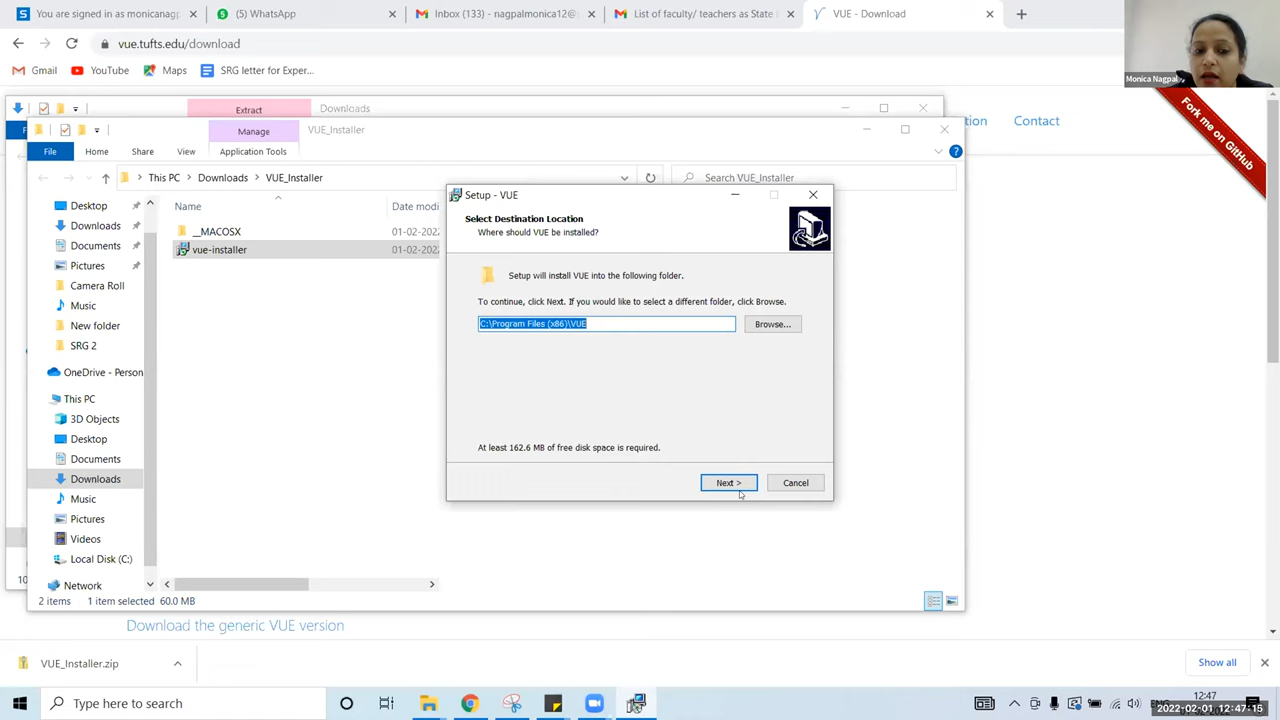 You are signed in as monicanag
(5) WhatsApp
Inbox (133) - nagpalmonica12@
List of faculty/ teachers as State
VUE - Download
vue.tufts.edu/download
Gmail
YouTube
Maps
SRG letter for Exper...
Monica Nagpal
Fork me on GitHub
Extract
Downloads
Contact
Manage
VUE_Installer
File
Home
Share
View
Application Tools
This PC
Downloads
VUE_Installer
Search VUE_Installer
Name
Date modi
Desktop
Downloads
Documents
Pictures
Camera Roll
Music
New folder
SRG 2
OneDrive - Person
This PC
3D Objects
Desktop
Documents
Downloads
Music
Pictures
Videos
Local Disk (C:)
Network
__MACOSX
01-02-2022
vue-installer
01-02-2022
Setup - VUE
Select Destination Location
Where should VUE be installed?
Setup will install VUE into the following folder.
To continue, click Next. If you would like to select a different folder, click Browse.
C:\Program Files (x86)\VUE
Browse...
At least 162.6 MB of free disk space is required.
Next >
Cancel
2 items
1 item selected 60.0 MB
Download the generic VUE version
VUE_Installer.zip
Show all
Type here to search
12:47
2022-02-01 12:47:15